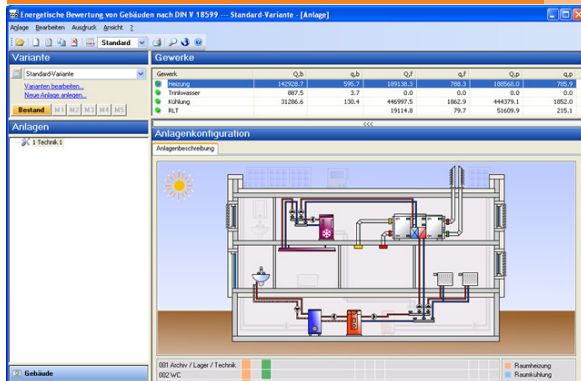 Energetische Bewertung von Gebäuden nach DIN V 18599 --- Standard-Variante - [Anlage]
Anlage Bearbeiten Ausdruck Ansicht ?
Standard
Variante
Standard-Variante
Varianten bearbeiten...
Neue Anlage anlegen...
Bestand M1 M2 M3 M4 M5
Anlagen
1 Technik 1
Gebäude
Gewerke
Gewerk Q,b q,b Q,f q,f Q,p q,p
Heizung 142928.7 595.7 189138.3 788.3 188568.0 785.9
Trinkwasser 887.5 3.7 0.0 0.0 0.0 0.0
Kühlung 31286.6 130.4 446997.5 1862.9 444379.1 1852.0
RLT 19114.8 79.7 51609.9 215.1
<<<
Anlagenkonfiguration
Anlagenbeschreibung
001 Archiv / Lager / Technik
002 WC
Raumheizung
Raumkühlung